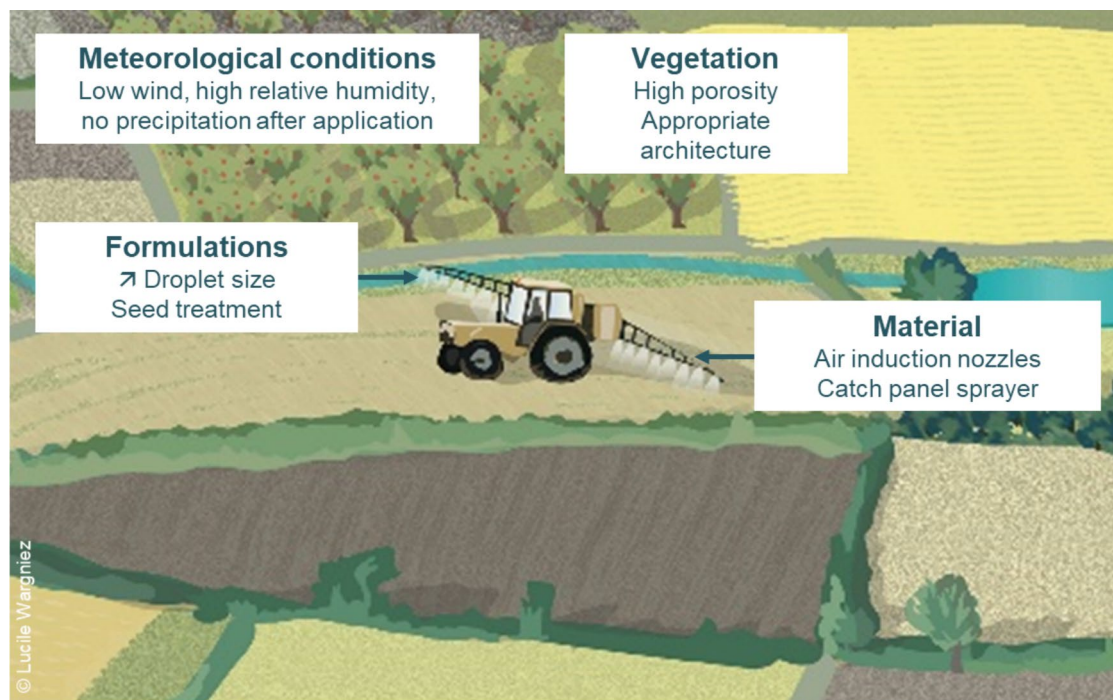 Meteorological conditions
Low wind, high relative humidity,
no precipitation after application
Vegetation
High porosity
Appropriate
architecture
Formulations
↗ Droplet size
Seed treatment
Material
Air induction nozzles
Catch panel sprayer
© Lucile Wargniez